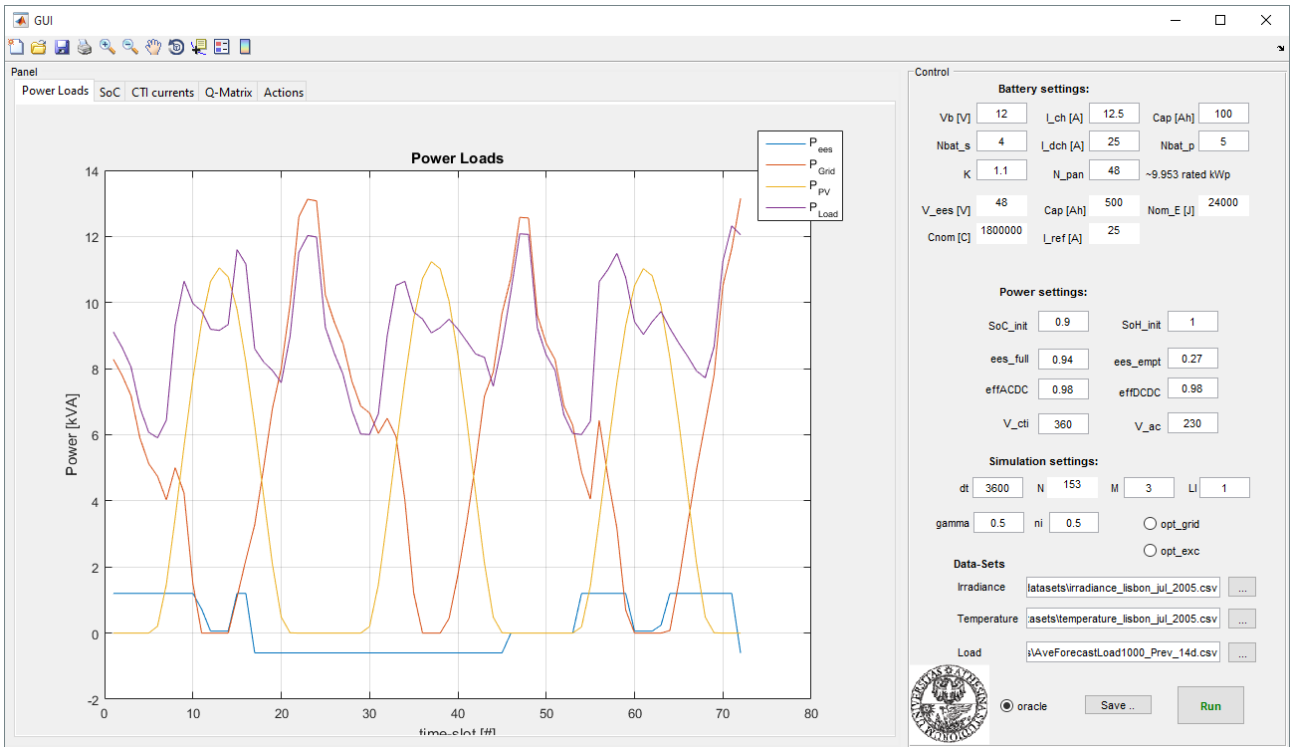 GUI
Panel
Power Loads SoC CTI currents Q-Matrix Actions
Power Loads
P_ees
P_Grid
P_PV
P_Load
Power [kVA]
14
12
10
8
6
4
2
0
-2
0 10 20 30 40 50 60 70 80
time-slot [#]
Control
Battery settings:
Vb [V] 12 I_ch [A] 12.5 Cap [Ah] 100
Nbat_s 4 I_dch [A] 25 Nbat_p 5
K 1.1 N_pan 48 ~9.953 rated kWp
V_ees [V] 48 Cap [Ah] 500 Nom_E [J] 24000
Cnom [C] 1800000 I_ref [A] 25
Power settings:
SoC_init 0.9 SoH_init 1
ees_full 0.94 ees_empt 0.27
effACDC 0.98 effDCDC 0.98
V_cti 360 V_ac 230
Simulation settings:
dt 3600 N 153 M 3 LI 1
gamma 0.5 ni 0.5 opt_grid
opt_exc
Data-Sets
Irradiance latasets\irradiance_lisbon_jul_2005.csv ...
Temperature :asets\temperature_lisbon_jul_2005.csv ...
Load s\AveForecastLoad1000_Prev_14d.csv ...
oracle Save .. Run